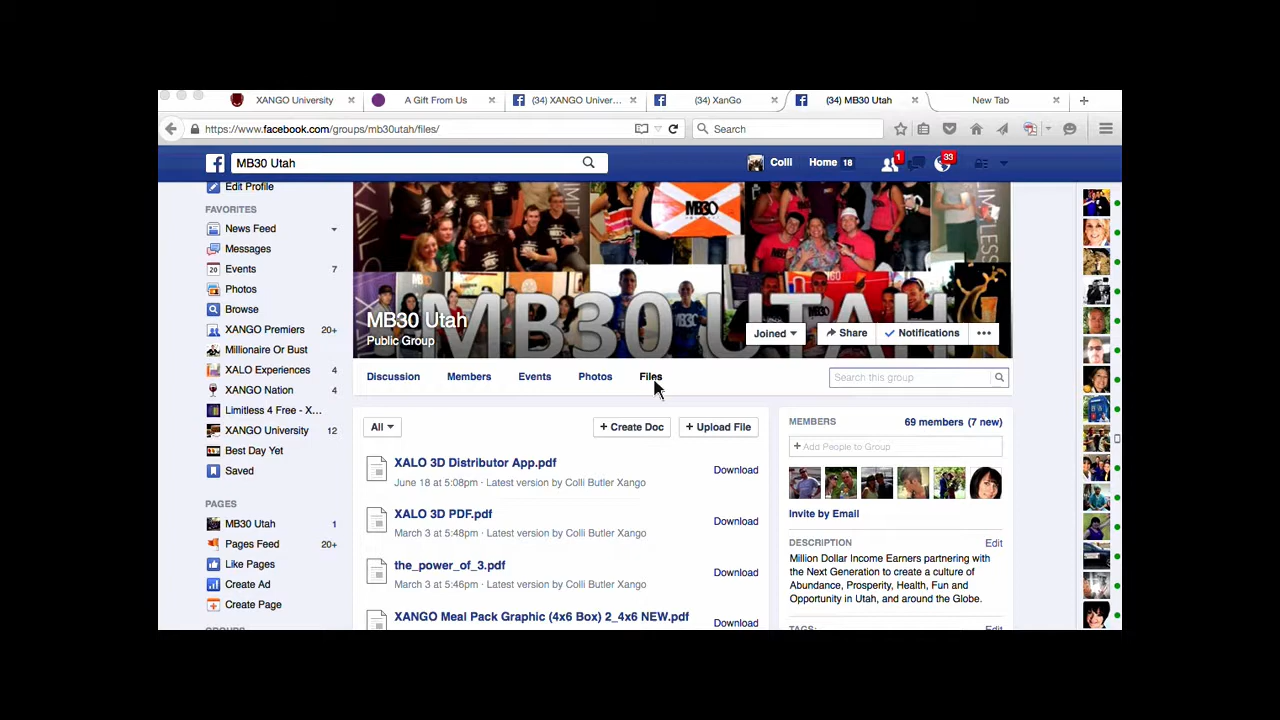 XANGO University
A Gift From Us
(34) XANGO Univer...
(34) XanGo
(34) MB30 Utah
New Tab
https://www.facebook.com/groups/mb30utah/files/
Search
MB30 Utah
Colli
Home 18
1
33
Edit Profile
FAVORITES
News Feed
Messages
Events 7
Photos
Browse
XANGO Premiers 20+
Millionaire Or Bust
XALO Experiences 4
XANGO Nation 4
Limitless 4 Free - X...
XANGO University 12
Best Day Yet
Saved
PAGES
MB30 Utah 1
Pages Feed 20+
Like Pages
Create Ad
Create Page
MB30
MB30 UTAH
MB30 Utah
Public Group
Joined
Share
Notifications
Discussion
Members
Events
Photos
Files
Search this group
All
+ Create Doc
+ Upload File
XALO 3D Distributor App.pdf
June 18 at 5:08pm · Latest version by Colli Butler Xango
Download
XALO 3D PDF.pdf
March 3 at 5:48pm · Latest version by Colli Butler Xango
Download
the_power_of_3.pdf
March 3 at 5:46pm · Latest version by Colli Butler Xango
Download
XANGO Meal Pack Graphic (4x6 Box) 2_4x6 NEW.pdf
Download
MEMBERS
69 members (7 new)
+ Add People to Group
Invite by Email
DESCRIPTION
Edit
Million Dollar Income Earners partnering with
the Next Generation to create a culture of
Abundance, Prosperity, Health, Fun and
Opportunity in Utah, and around the Globe.
TAGS:
Edit